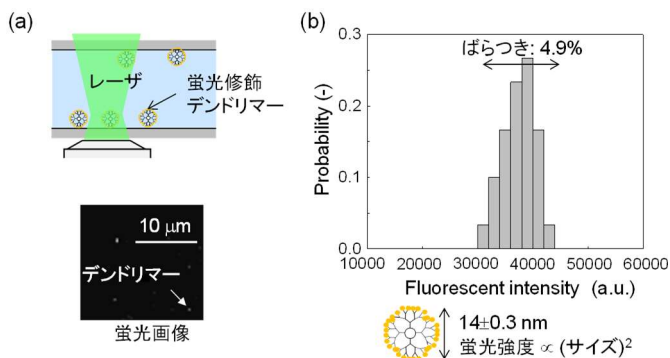 (a)
レーザ
蛍光修飾
デンドリマー
10 μm
デンドリマー
蛍光画像
(b)
ばらつき: 4.9%
0.3
0.2
0.1
0.0
Probability (-)
10000 20000 30000 40000 50000 60000
Fluorescent intensity (a.u.)
14±0.3 nm
蛍光強度 ∝ (サイズ)²